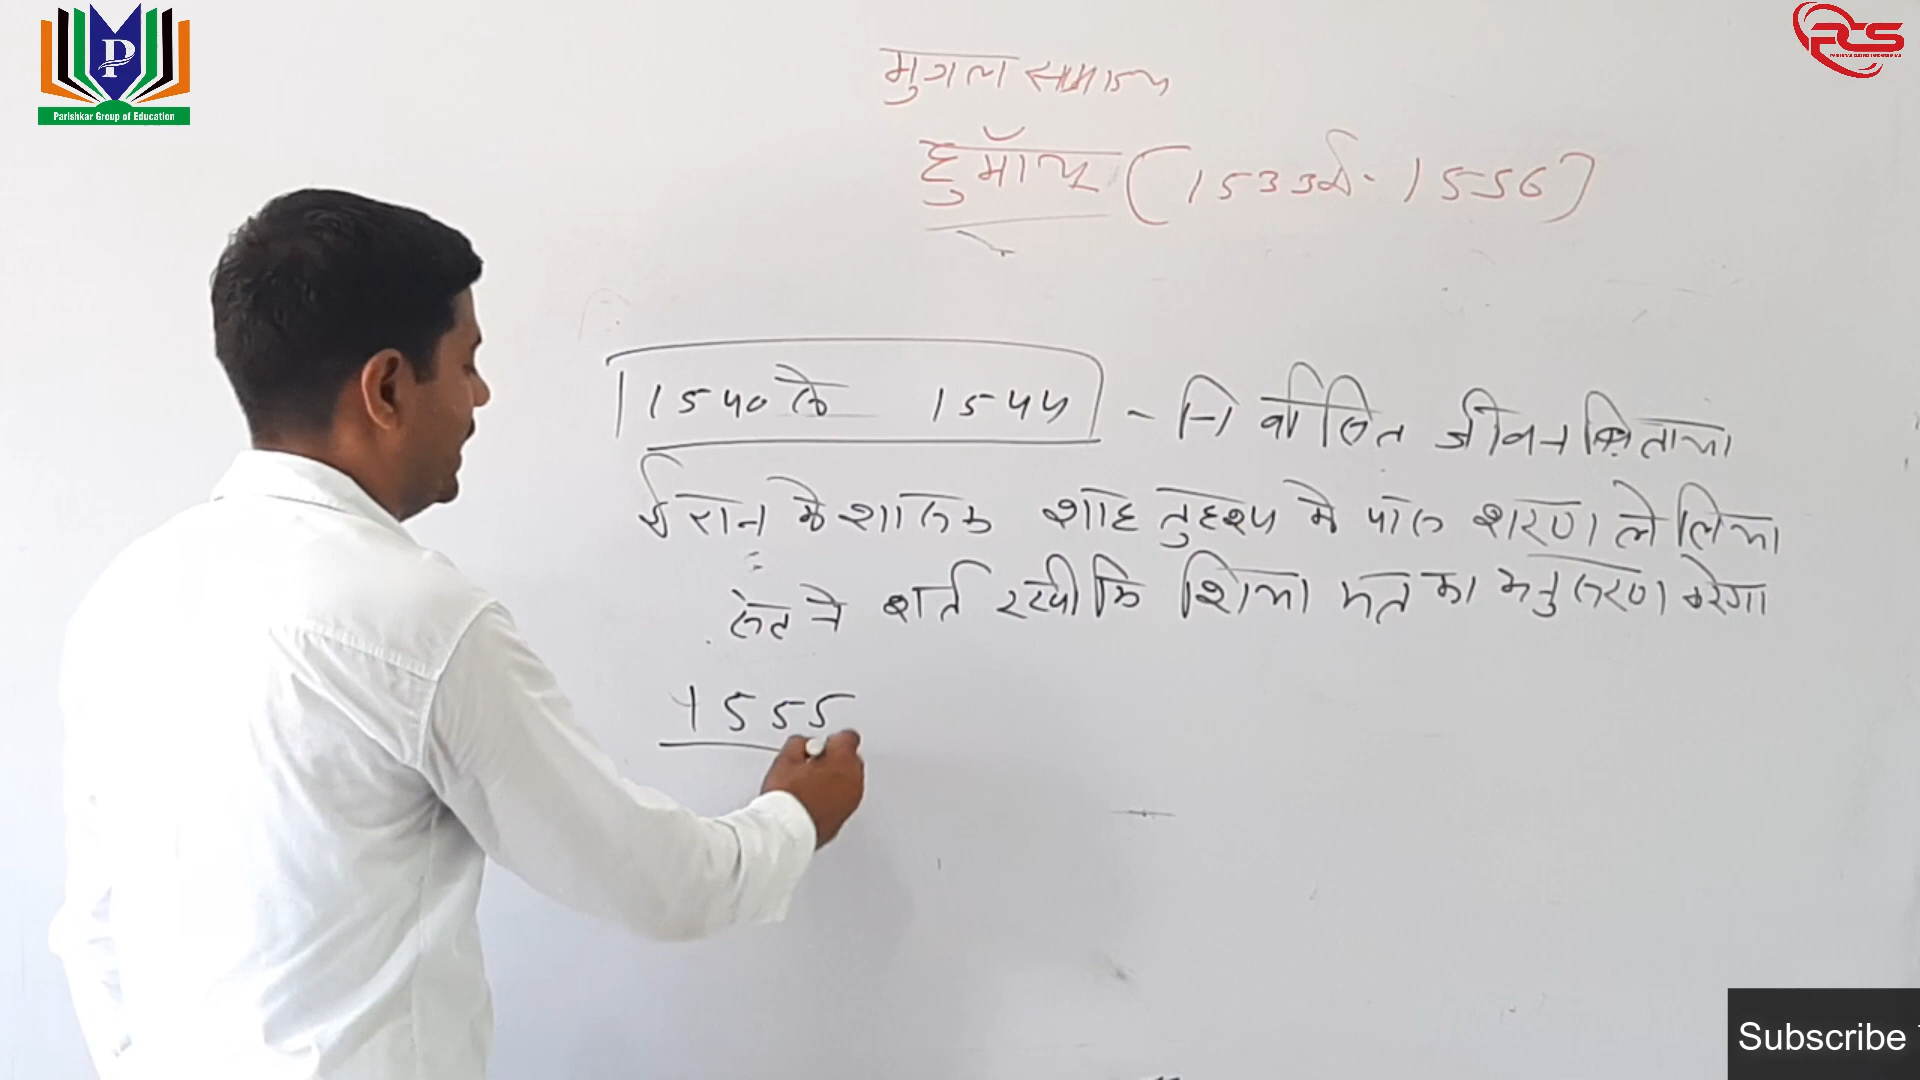 P
Parishkar Group of Education
PCS
मुगल साम्राज्य
हुमॉयू (1533ई. - 1556)
1540 से 1555 - निर्वासित जीवन बिताया
ईरान के शासक शाह के पास शरण ले लिया
ने शर्त रखी कि शिया मत का अनुसरण करेगा
1555
Subscribe